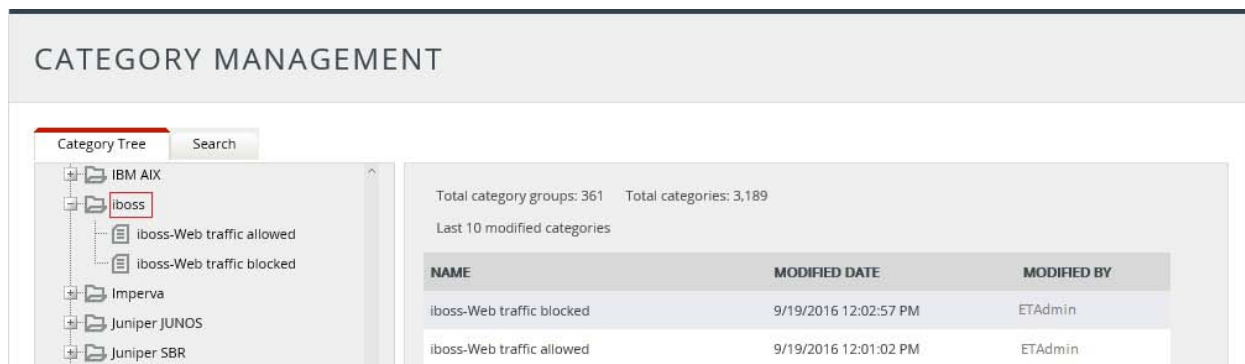 CATEGORY MANAGEMENT
Category Tree
Search
IBM AIX
iboss
iboss-Web traffic allowed
iboss-Web traffic blocked
Imperva
Juniper JUNOS
Juniper SBR
Total category groups: 361 Total categories: 3,189
Last 10 modified categories
NAME MODIFIED DATE MODIFIED BY
iboss-Web traffic blocked 9/19/2016 12:02:57 PM ETAdmin
iboss-Web traffic allowed 9/19/2016 12:01:02 PM ETAdmin